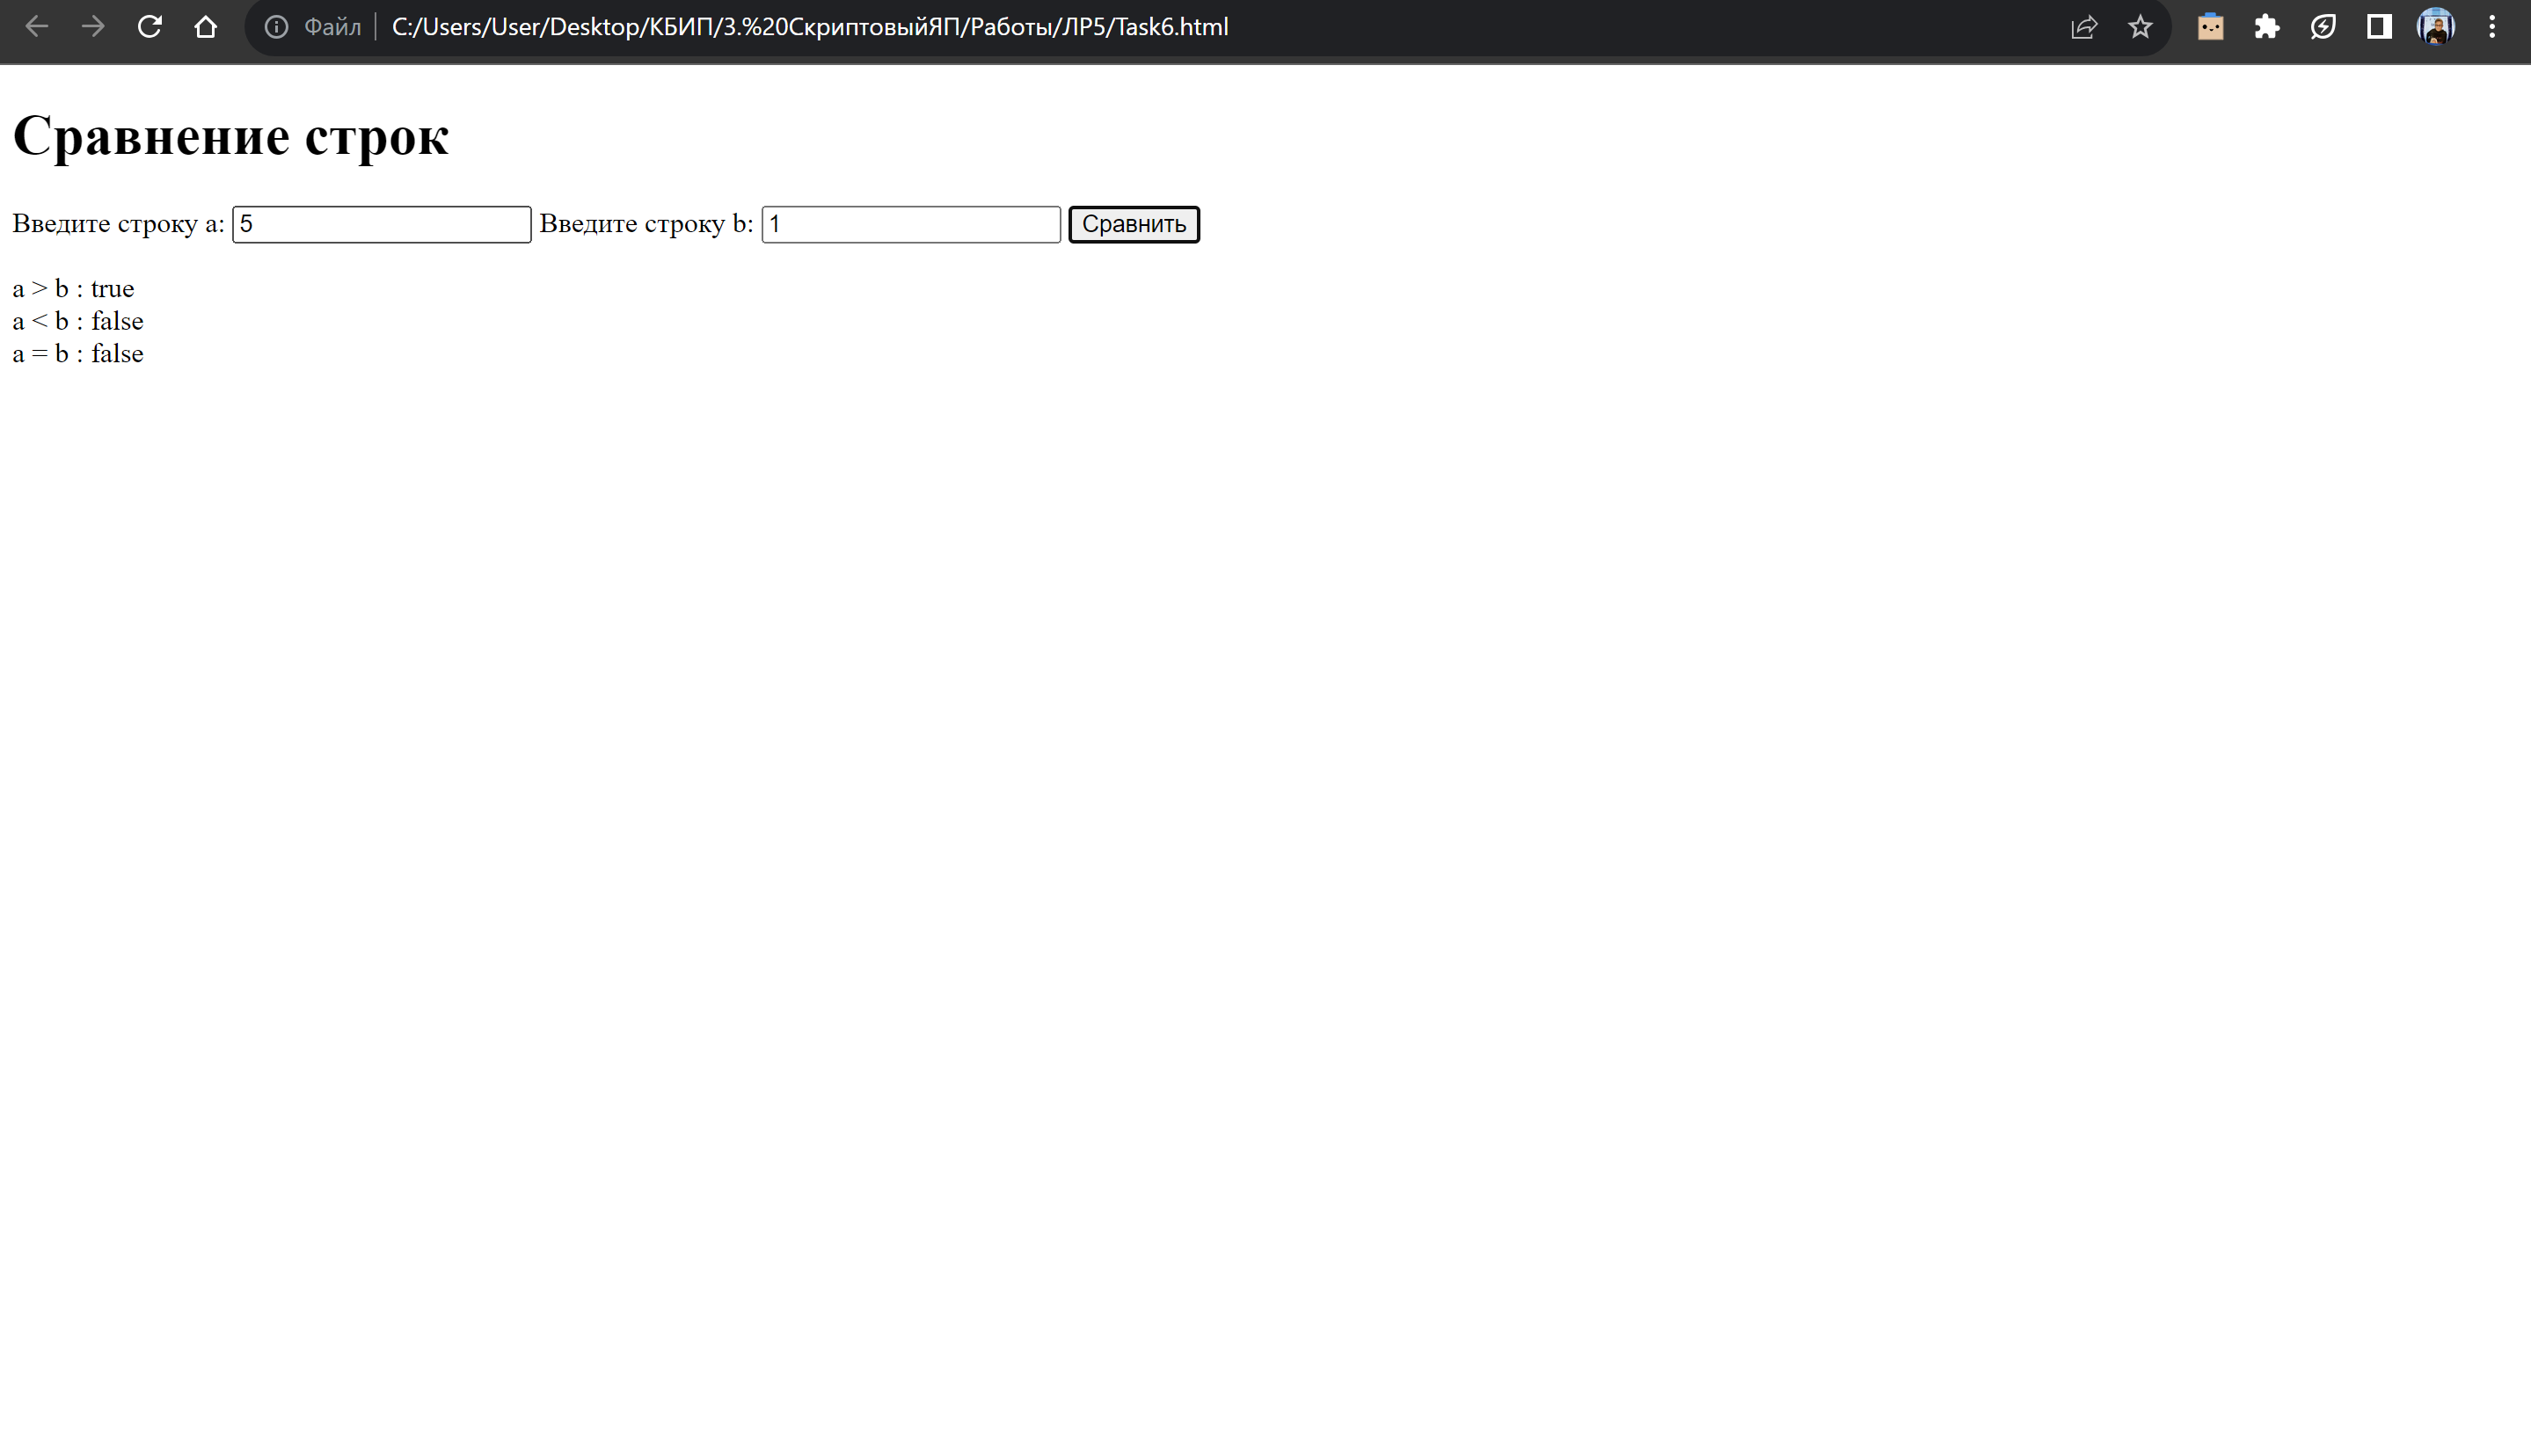 Файл C:/Users/User/Desktop/КБИП/3.%20СкриптовыйЯП/Работы/ЛР5/Task6.html
Сравнение строк
Введите строку a: 5 Введите строку b: 1 Сравнить
a > b : true
a < b : false
a = b : false